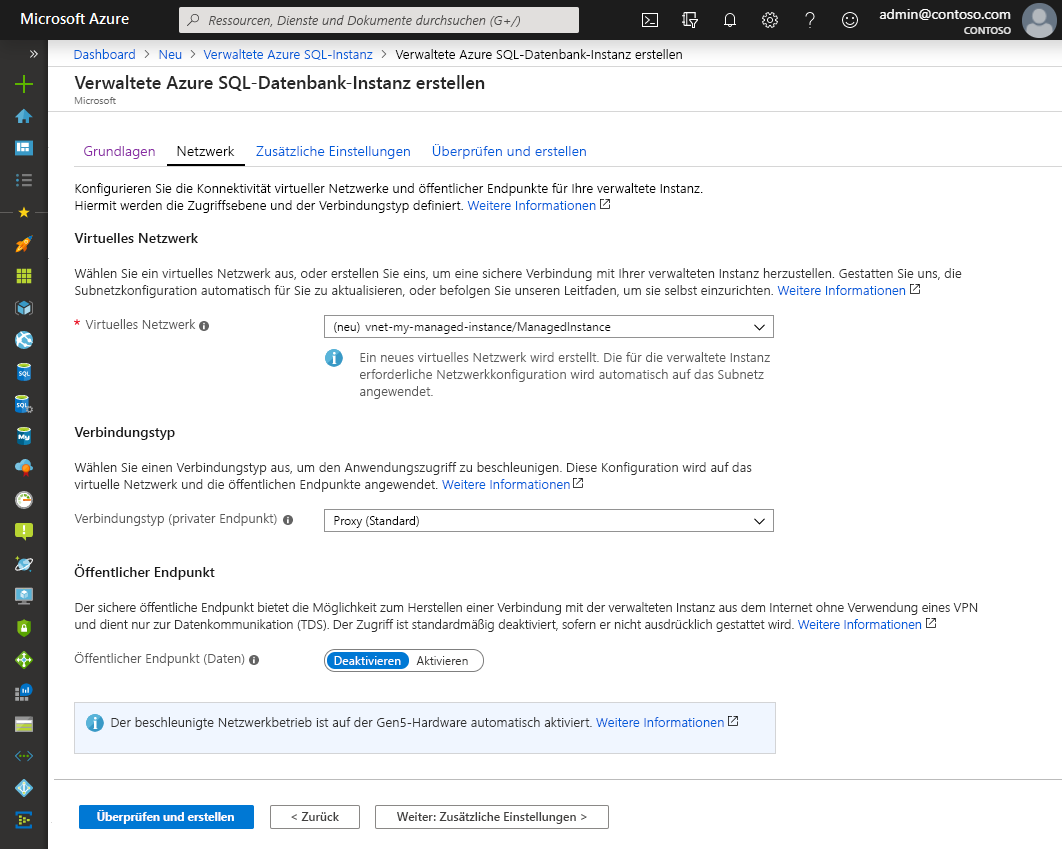 Microsoft Azure
Ressourcen, Dienste und Dokumente durchsuchen (G+/)
admin@contoso.com
CONTOSO
Dashboard > Neu > Verwaltete Azure SQL-Instanz > Verwaltete Azure SQL-Datenbank-Instanz erstellen
Verwaltete Azure SQL-Datenbank-Instanz erstellen
Microsoft
Grundlagen Netzwerk Zusätzliche Einstellungen Überprüfen und erstellen
Konfigurieren Sie die Konnektivität virtueller Netzwerke und öffentlicher Endpunkte für Ihre verwaltete Instanz.
Hiermit werden die Zugriffsebene und der Verbindungstyp definiert. Weitere Informationen
Virtuelles Netzwerk
Wählen Sie ein virtuelles Netzwerk aus, oder erstellen Sie eins, um eine sichere Verbindung mit Ihrer verwalteten Instanz herzustellen. Gestatten Sie uns, die
Subnetzkonfiguration automatisch für Sie zu aktualisieren, oder befolgen Sie unseren Leitfaden, um sie selbst einzurichten. Weitere Informationen
* Virtuelles Netzwerk
(neu) vnet-my-managed-instance/ManagedInstance
Ein neues virtuelles Netzwerk wird erstellt. Die für die verwaltete Instanz
erforderliche Netzwerkkonfiguration wird automatisch auf das Subnetz
angewendet.
Verbindungstyp
Wählen Sie einen Verbindungstyp aus, um den Anwendungszugriff zu beschleunigen. Diese Konfiguration wird auf das
virtuelle Netzwerk und die öffentlichen Endpunkte angewendet. Weitere Informationen
Verbindungstyp (privater Endpunkt)
Proxy (Standard)
Öffentlicher Endpunkt
Der sichere öffentliche Endpunkt bietet die Möglichkeit zum Herstellen einer Verbindung mit der verwalteten Instanz aus dem Internet ohne Verwendung eines VPN
und dient nur zur Datenkommunikation (TDS). Der Zugriff ist standardmäßig deaktiviert, sofern er nicht ausdrücklich gestattet wird. Weitere Informationen
Öffentlicher Endpunkt (Daten)
Deaktivieren Aktivieren
Der beschleunigte Netzwerkbetrieb ist auf der Gen5-Hardware automatisch aktiviert. Weitere Informationen
Überprüfen und erstellen
< Zurück
Weiter: Zusätzliche Einstellungen >
SQL
SQL
My